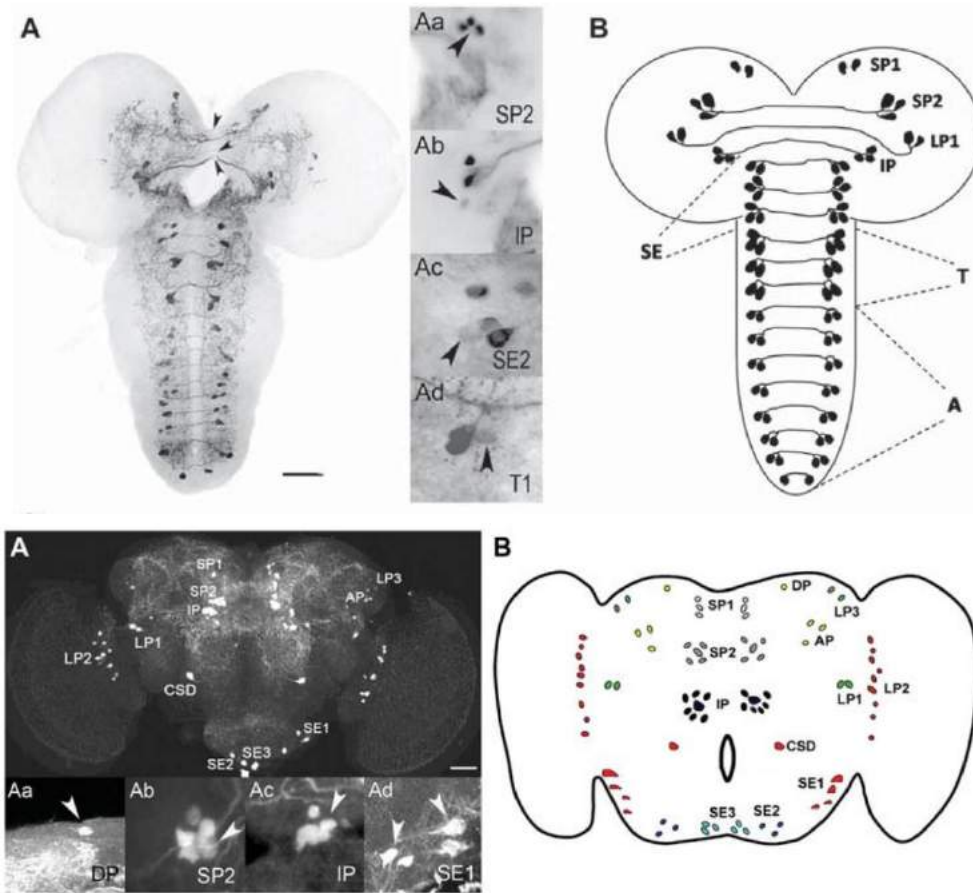 A
Aa
SP2
Ab
IP
Ac
SE2
Ad
T1
B
SP1
SP2
LP1
IP
SE
T
A
A
SP1
SP2
IP
LP3
AP
LP1
LP2
CSD
SE1
SE2
SE3
Aa
DP
Ab
SP2
Ac
IP
Ad
SE1
B
DP
SP1
LP3
AP
SP2
IP
LP1
LP2
CSD
SE1
SE3
SE2